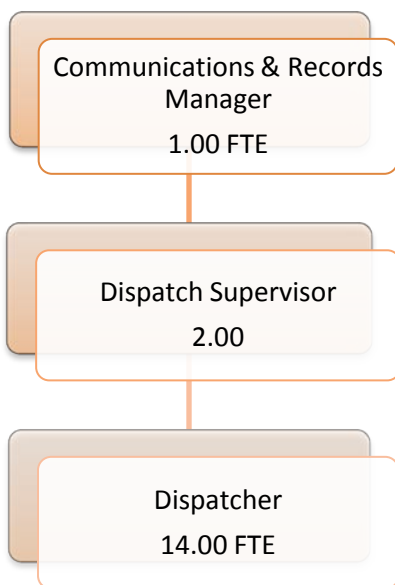 Communications & Records
Manager
1.00 FTE
Dispatch Supervisor
2.00
Dispatcher
14.00 FTE